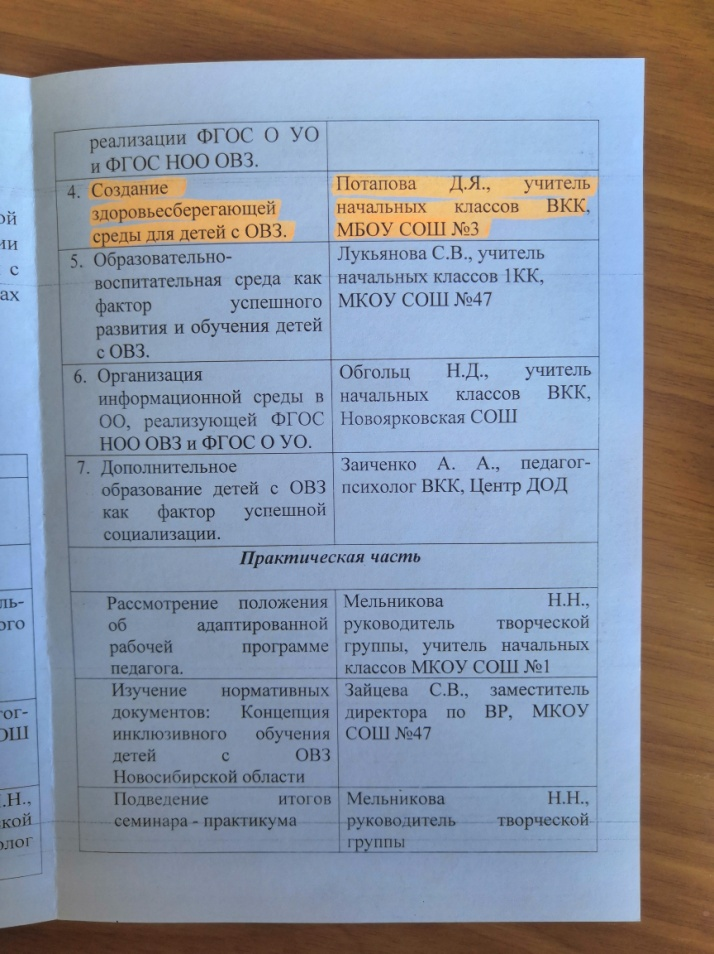 реализации ФГОС О УО
и ФГОС НОО ОВЗ.
4. Создание
здоровьесберегающей
среды для детей с ОВЗ.
Потапова Д.Я., учитель
начальных классов ВКК,
МБОУ СОШ №3
5. Образовательно-
воспитательная среда как
фактор успешного
развития и обучения детей
с ОВЗ.
Лукьянова С.В., учитель
начальных классов 1КК,
МКОУ СОШ №47
6. Организация
информационной среды в
ОО, реализующей ФГОС
НОО ОВЗ и ФГОС О УО.
Обгольц Н.Д., учитель
начальных классов ВКК,
Новоярковская СОШ
7. Дополнительное
образование детей с ОВЗ
как фактор успешной
социализации.
Заиченко А. А., педагог-
психолог ВКК, Центр ДОД
Практическая часть
Рассмотрение положения
об адаптированной
рабочей программе
педагога.
Мельникова Н.Н.,
руководитель творческой
группы, учитель начальных
классов МКОУ СОШ №1
Изучение нормативных
документов: Концепция
инклюзивного обучения
детей с ОВЗ
Новосибирской области
Зайцева С.В., заместитель
директора по ВР, МКОУ
СОШ №47
Подведение итогов
семинара - практикума
Мельникова Н.Н.,
руководитель творческой
группы